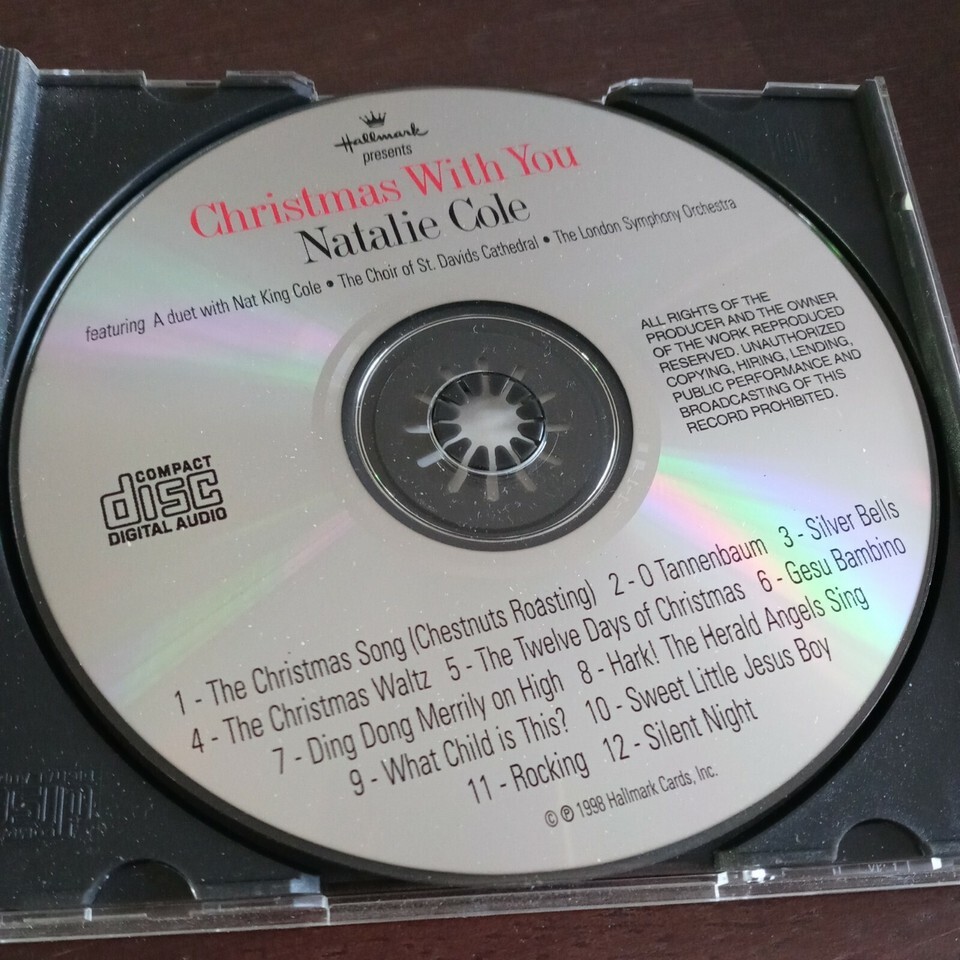 Hallmark
presents
Christmas With You
Natalie Cole
featuring A duet with Nat King Cole • The Choir of St. Davids Cathedral • The London Symphony Orchestra
ALL RIGHTS OF THE
PRODUCER AND THE OWNER
OF THE WORK REPRODUCED
RESERVED. UNAUTHORIZED
COPYING, HIRING, LENDING,
PUBLIC PERFORMANCE AND
BROADCASTING OF THIS
RECORD PROHIBITED.
COMPACT
disc
DIGITAL AUDIO
1 - The Christmas Song (Chestnuts Roasting) 2 - O Tannenbaum 3 - Silver Bells
4 - The Christmas Waltz 5 - The Twelve Days of Christmas 6 - Gesu Bambino
7 - Ding Dong Merrily on High 8 - Hark! The Herald Angels Sing
9 - What Child is This? 10 - Sweet Little Jesus Boy
11 - Rocking 12 - Silent Night
© ℗ 1998 Hallmark Cards, Inc.